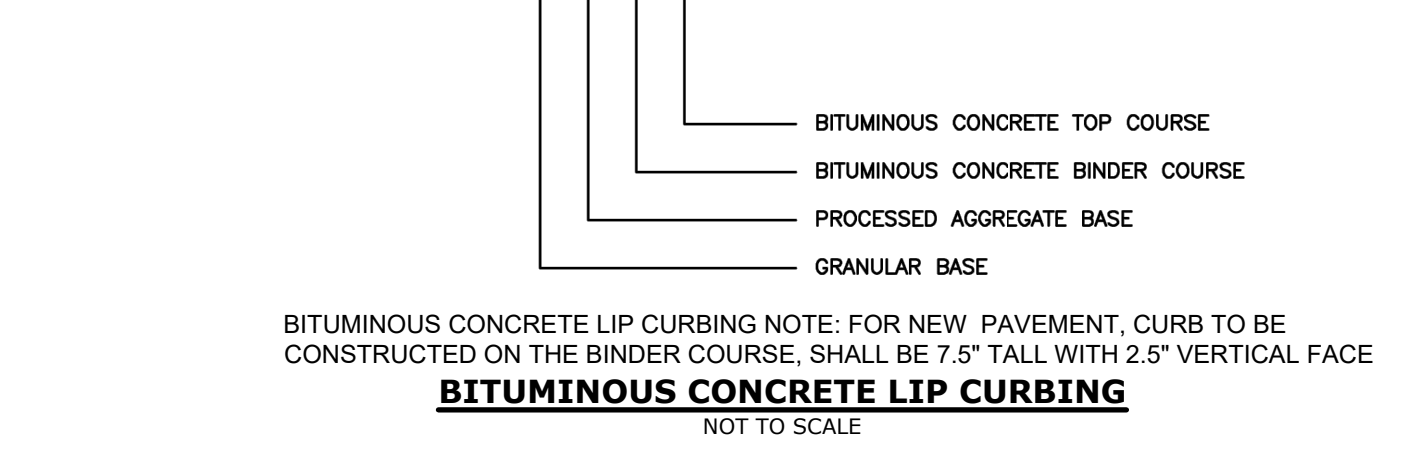 BITUMINOUS CONCRETE TOP COURSE
BITUMINOUS CONCRETE BINDER COURSE
PROCESSED AGGREGATE BASE
GRANULAR BASE
BITUMINOUS CONCRETE LIP CURBING NOTE: FOR NEW PAVEMENT, CURB TO BE
CONSTRUCTED ON THE BINDER COURSE, SHALL BE 7.5" TALL WITH 2.5" VERTICAL FACE
BITUMINOUS CONCRETE LIP CURBING
NOT TO SCALE